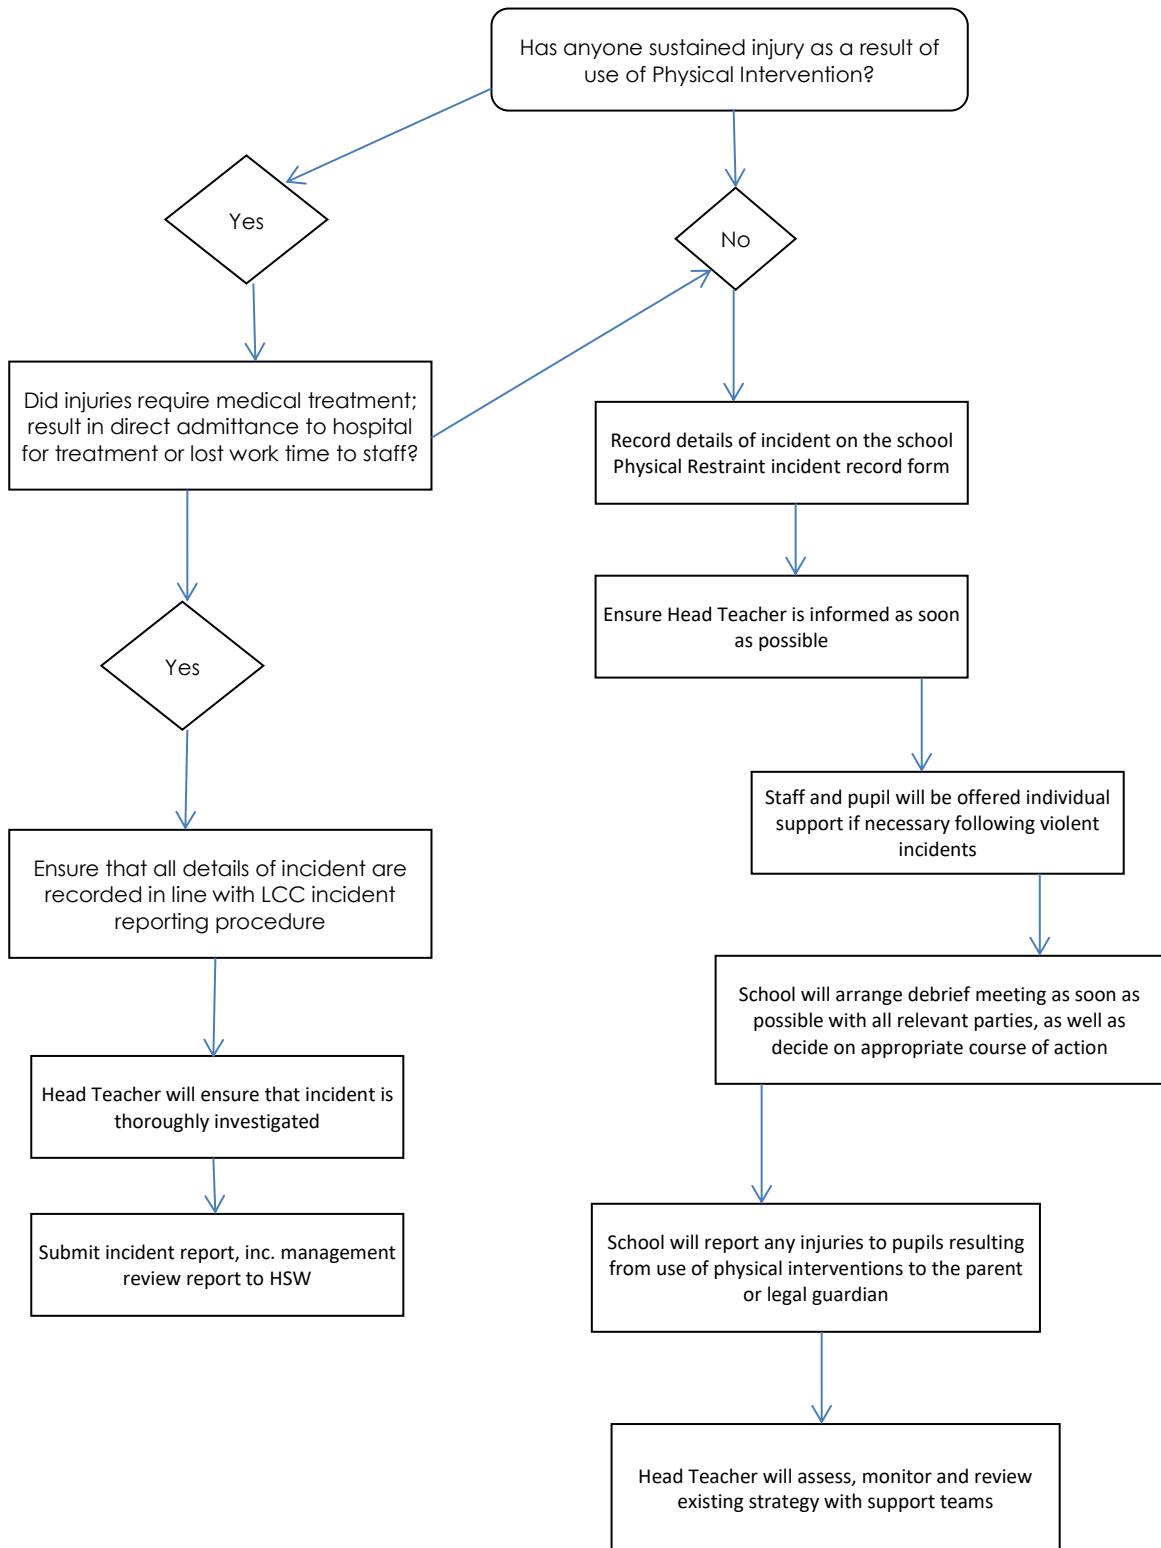 Has anyone sustained injury as a result of
use of Physical Intervention?
Yes
No
Did injuries require medical treatment;
result in direct admittance to hospital
for treatment or lost work time to staff?
Record details of incident on the school
Physical Restraint incident record form
Ensure Head Teacher is informed as soon
as possible
Yes
Staff and pupil will be offered individual
support if necessary following violent
incidents
Ensure that all details of incident are
recorded in line with LCC incident
reporting procedure
School will arrange debrief meeting as soon as
possible with all relevant parties, as well as
decide on appropriate course of action
Head Teacher will ensure that incident is
thoroughly investigated
School will report any injuries to pupils resulting
from use of physical interventions to the parent
or legal guardian
Submit incident report, inc. management
review report to HSW
Head Teacher will assess, monitor and review
existing strategy with support teams